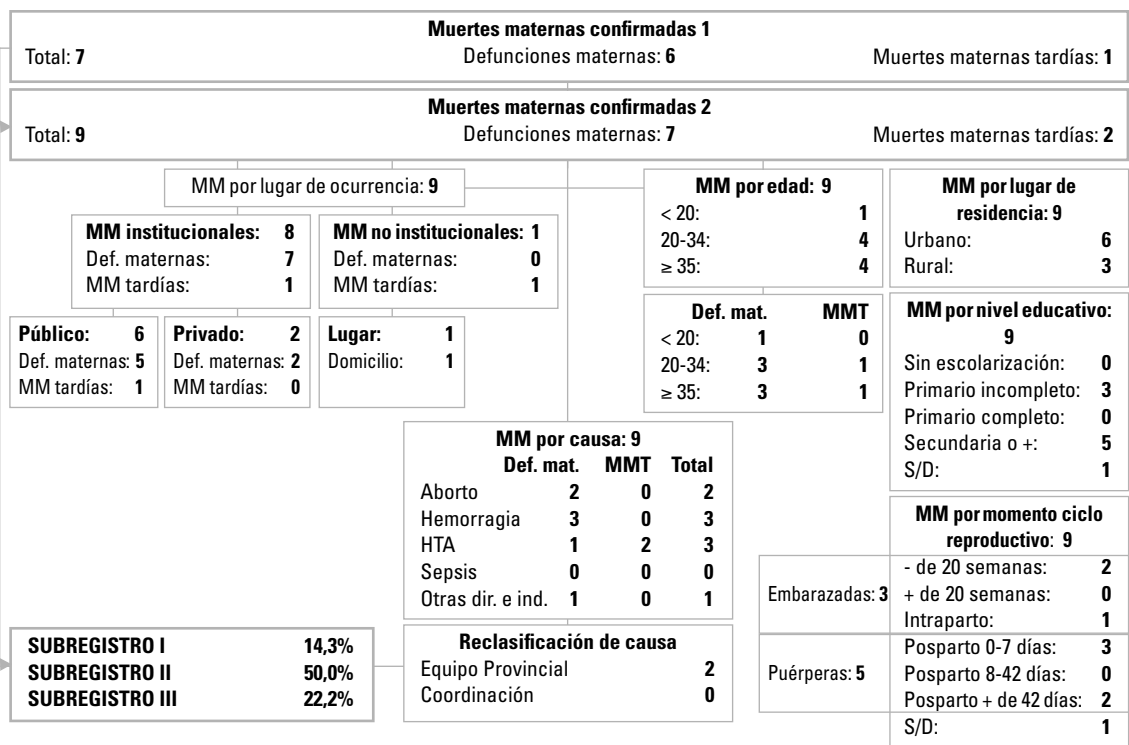 Muertes maternas confirmadas 1
Total: 7 Defunciones maternas: 6 Muertes maternas tardías: 1
Muertes maternas confirmadas 2
Total: 9 Defunciones maternas: 7 Muertes maternas tardías: 2
MM por lugar de ocurrencia: 9
MM institucionales: 8
Def. maternas: 7
MM tardías: 1
MM no institucionales: 1
Def. maternas: 0
MM tardías: 1
Público: 6
Def. maternas: 5
MM tardías: 1
Privado: 2
Def. maternas: 2
MM tardías: 0
Lugar: 1
Domicilio: 1
MM por edad: 9
< 20: 1
20-34: 4
≥ 35: 4
Def. mat. MMT
< 20: 1 0
20-34: 3 1
≥ 35: 3 1
MM por lugar de
residencia: 9
Urbano: 6
Rural: 3
MM por nivel educativo:
9
Sin escolarización: 0
Primario incompleto: 3
Primario completo: 0
Secundaria o +: 5
S/D: 1
MM por causa: 9
Def. mat. MMT Total
Aborto 2 0 2
Hemorragia 3 0 3
HTA 1 2 3
Sepsis 0 0 0
Otras dir. e ind. 1 0 1
MM por momento ciclo
reproductivo: 9
Embarazadas: 3
- de 20 semanas: 2
+ de 20 semanas: 0
Intraparto: 1
Puérperas: 5
Posparto 0-7 días: 3
Posparto 8-42 días: 0
Posparto + de 42 días: 2
S/D: 1
Reclasificación de causa
Equipo Provincial 2
Coordinación 0
SUBREGISTRO I 14,3%
SUBREGISTRO II 50,0%
SUBREGISTRO III 22,2%